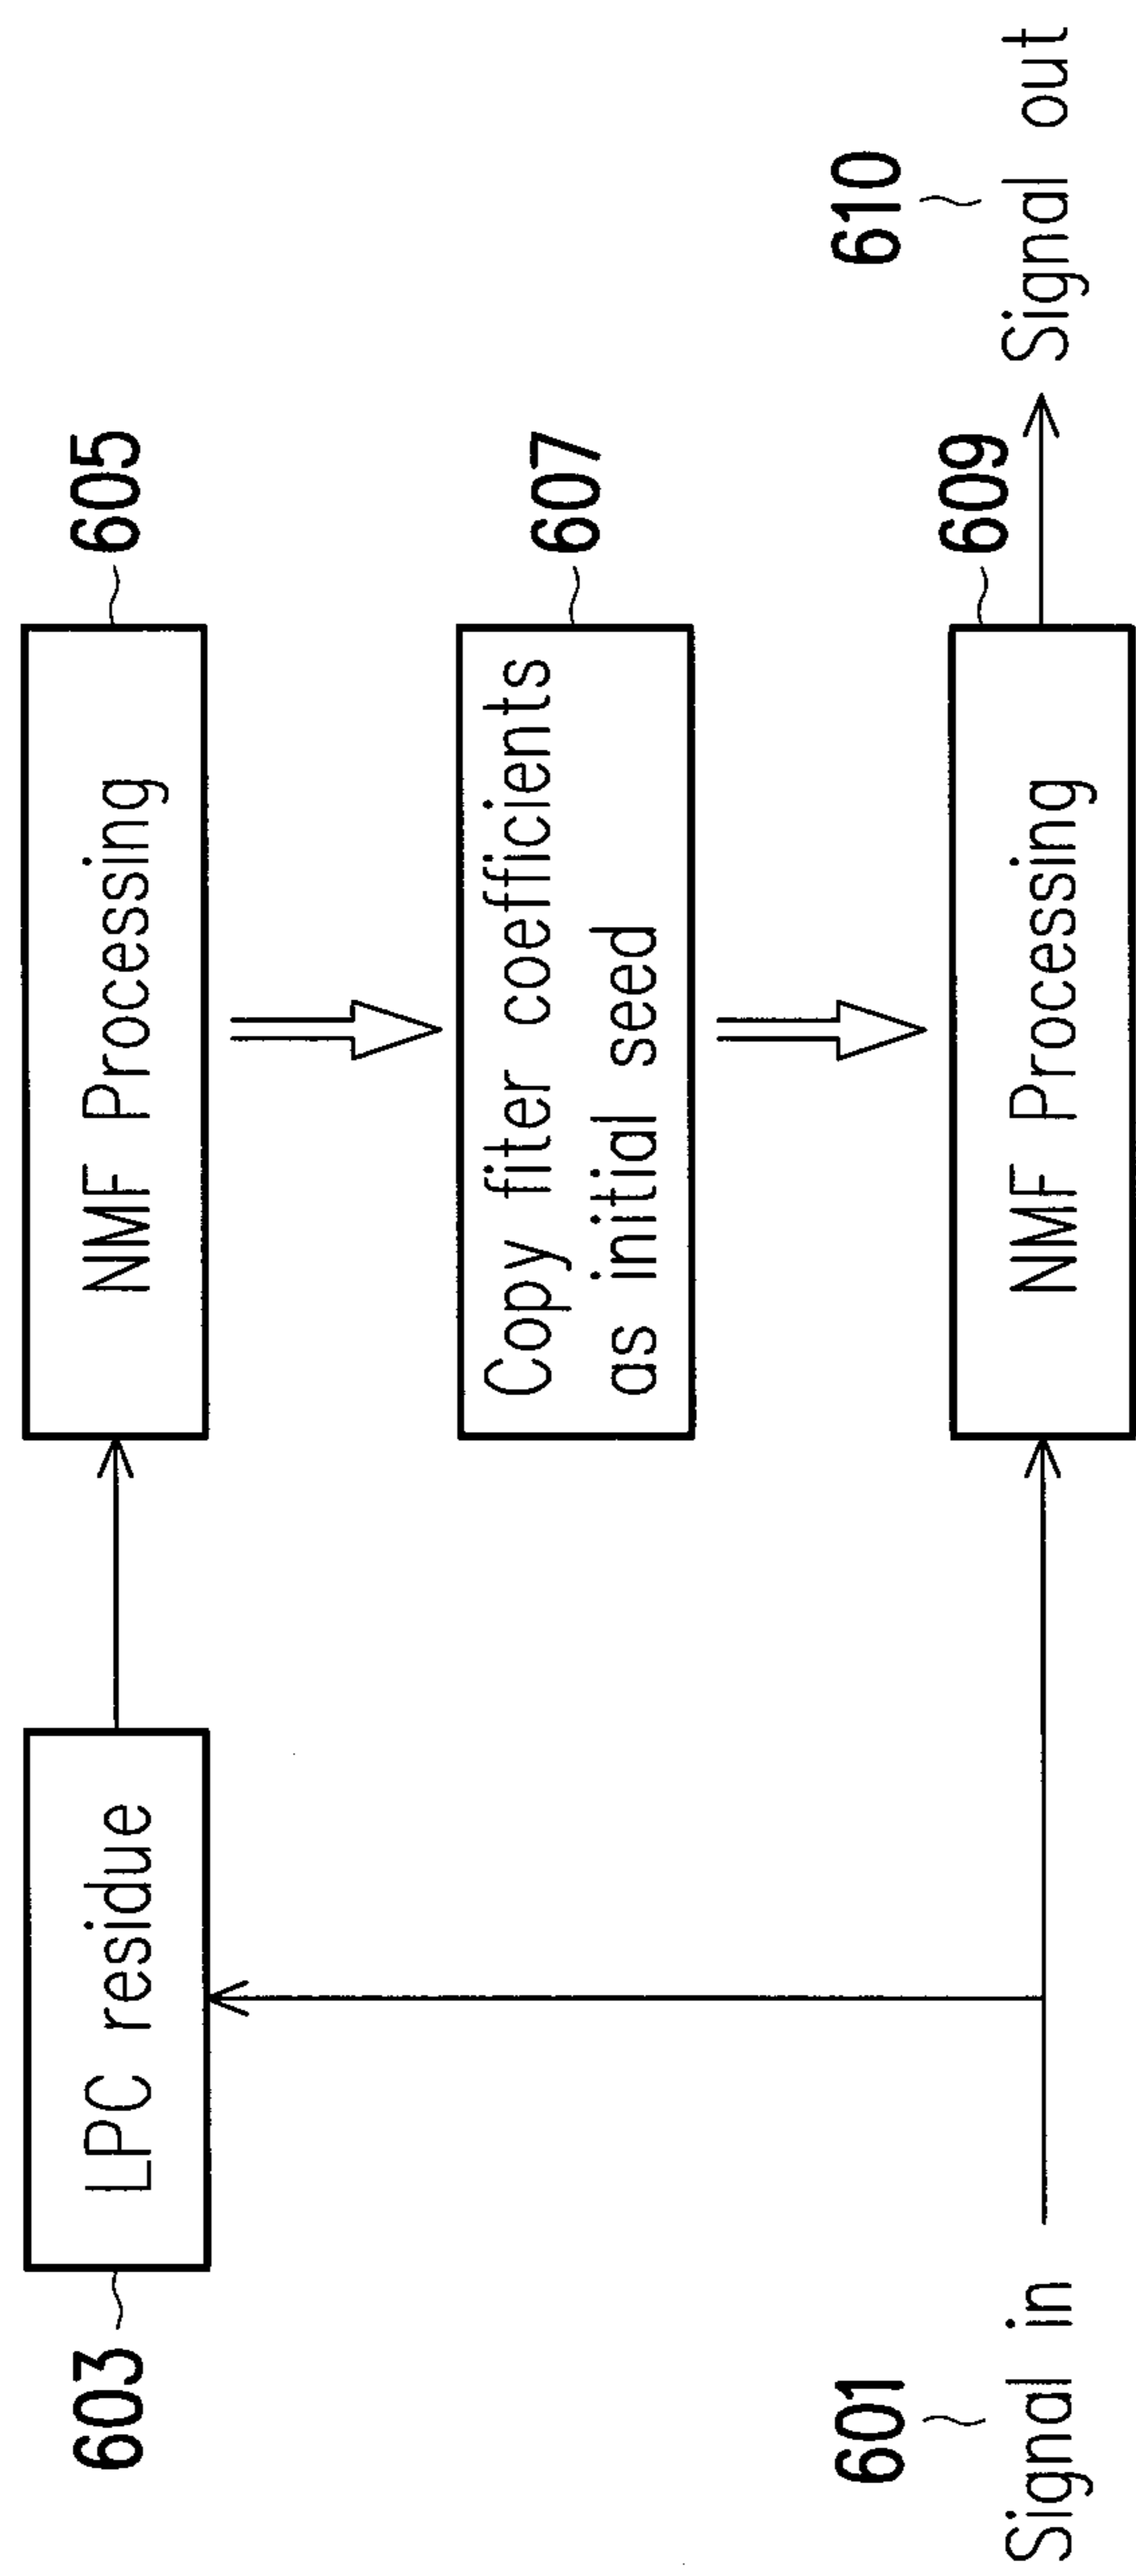 603
LPC residue
NMF Processing
605
Copy fiter coefficients
as initial seed
607
601
Signal in
NMF Processing
609
610
Signal out